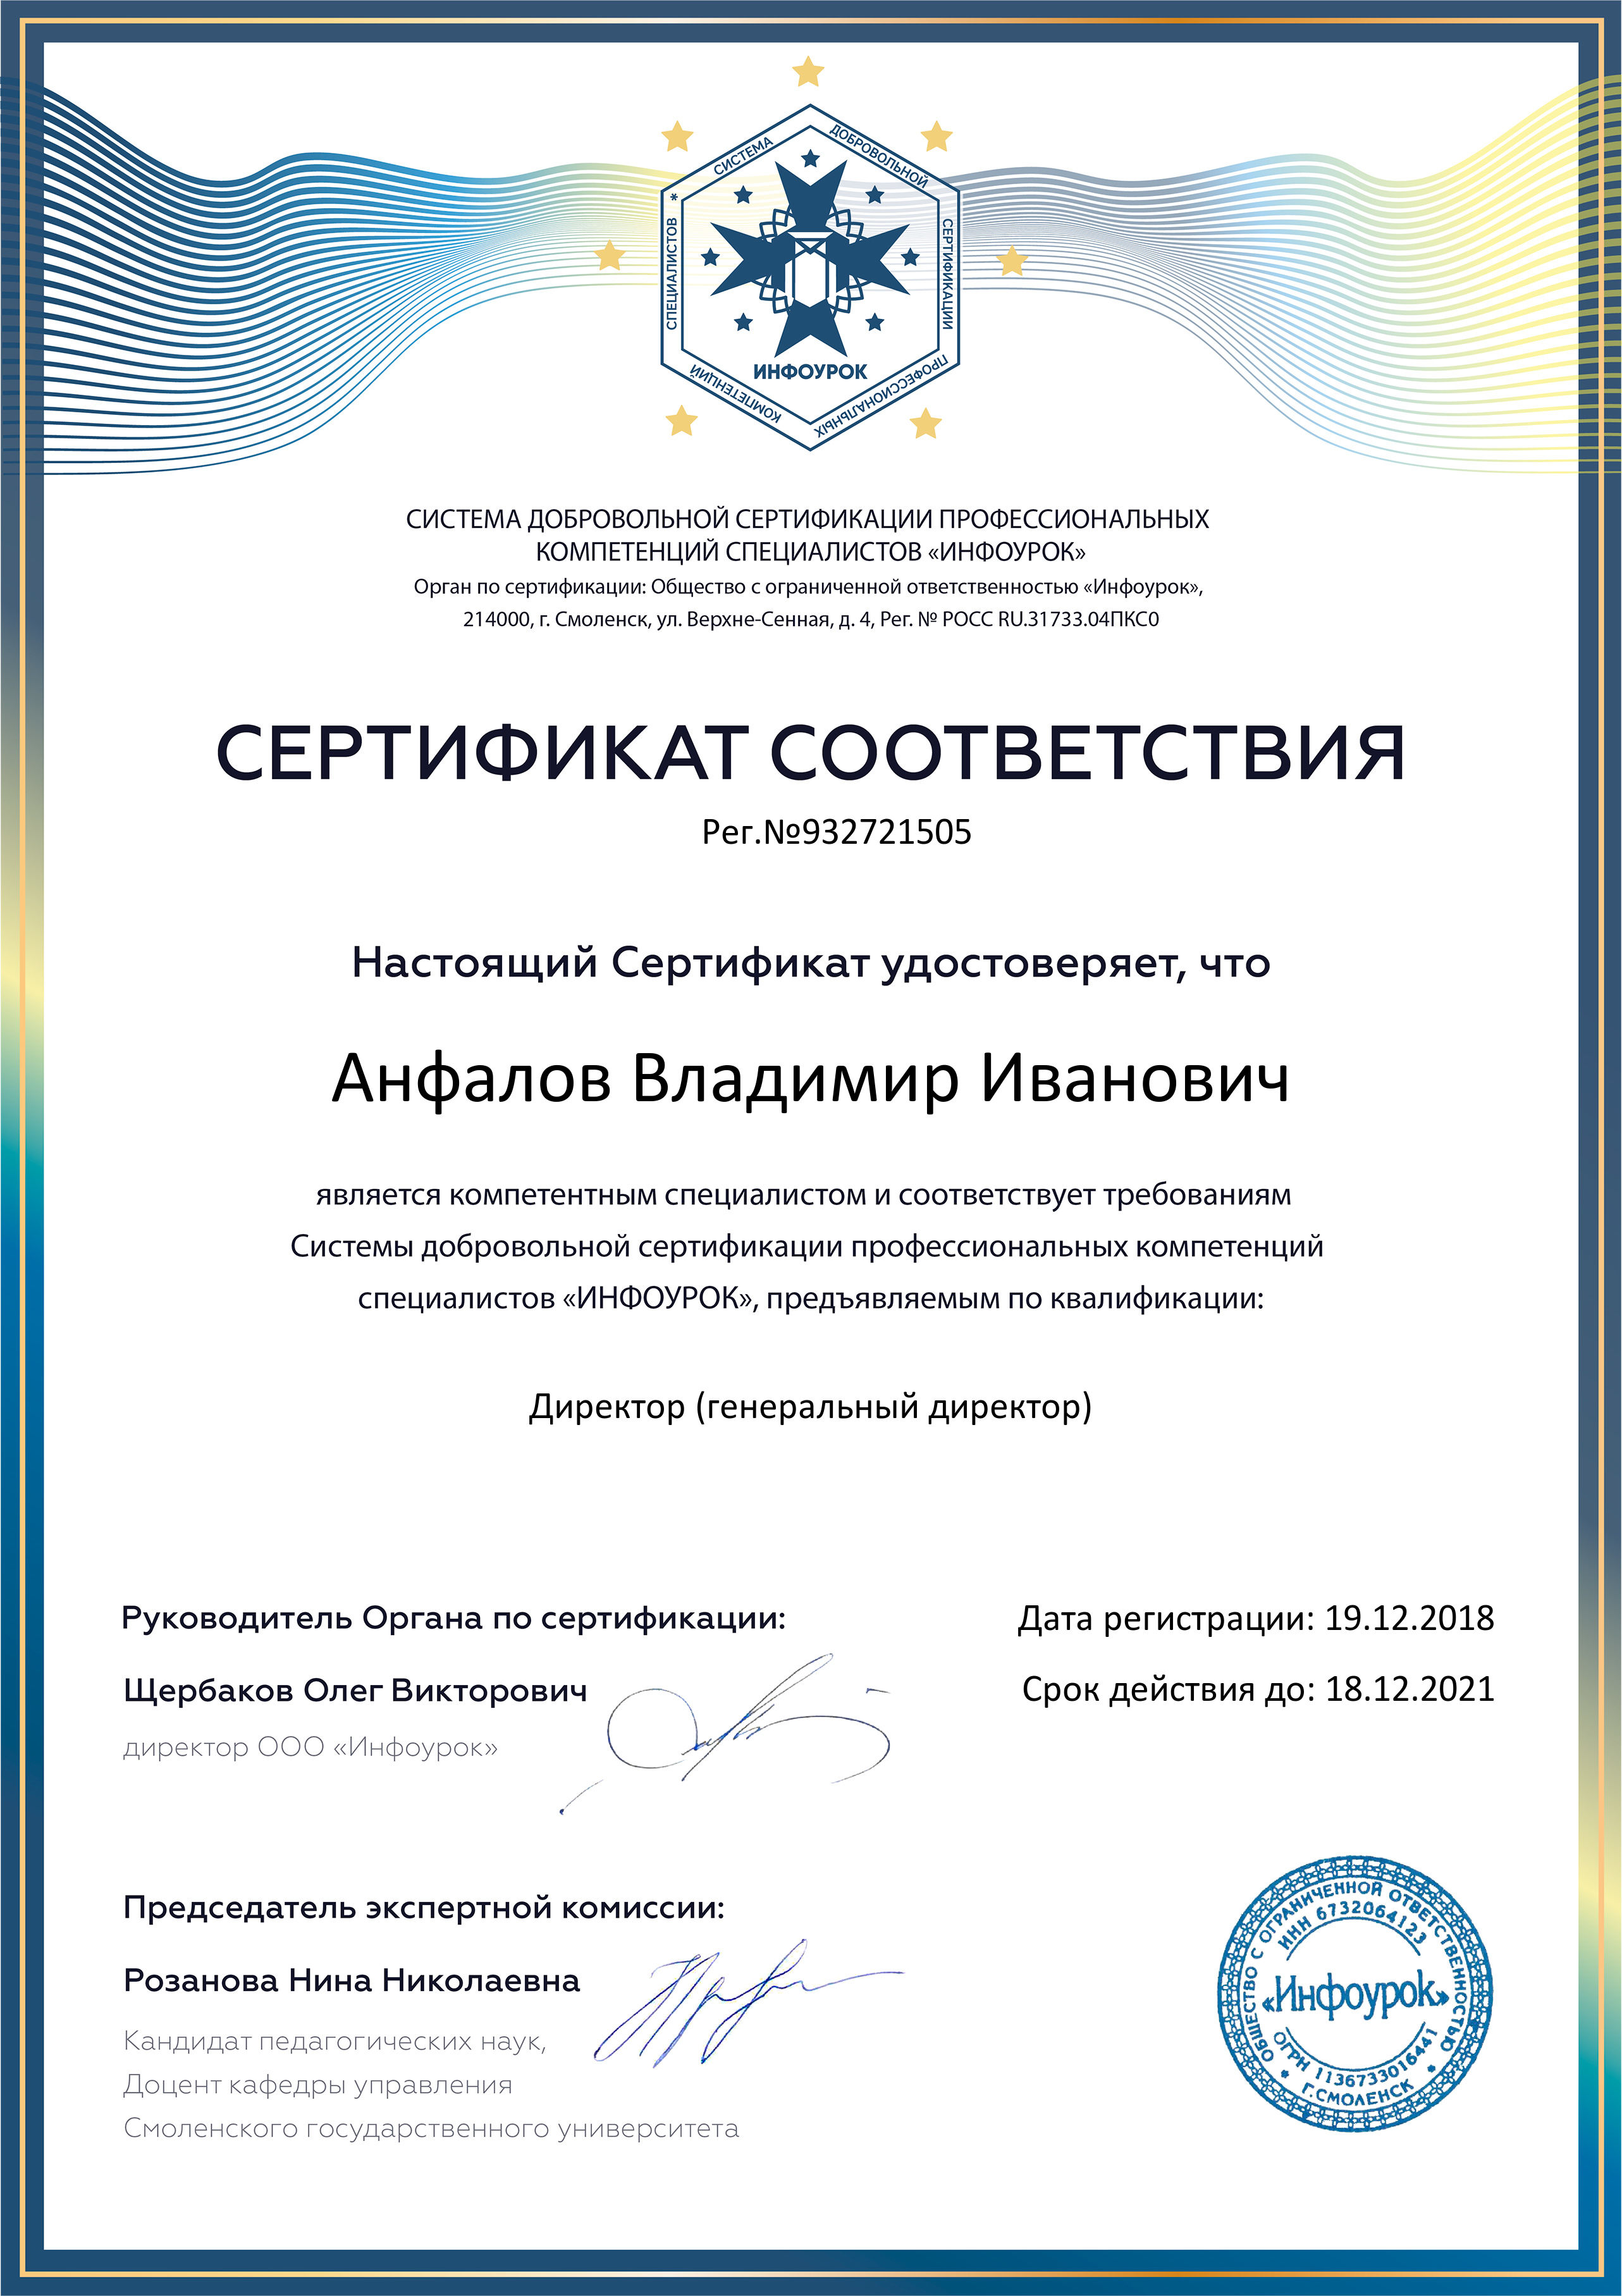 СИСТЕМА ДОБРОВОЛЬНОЙ СЕРТИФИКАЦИИ ПРОФЕССИОНАЛЬНЫХ КОМПЕТЕНЦИЙ СПЕЦИАЛИСТОВ *
ИНФОУРОК
СИСТЕМА ДОБРОВОЛЬНОЙ СЕРТИФИКАЦИИ ПРОФЕССИОНАЛЬНЫХ
КОМПЕТЕНЦИЙ СПЕЦИАЛИСТОВ «ИНФОУРОК»
Орган по сертификации: Общество с ограниченной ответственностью «Инфоурок»,
214000, г. Смоленск, ул. Верхне-Сенная, д. 4, Рег. № РОСС RU.31733.04ПКС0
СЕРТИФИКАТ СООТВЕТСТВИЯ
Рег.№932721505
Настоящий Сертификат удостоверяет, что
Анфалов Владимир Иванович
является компетентным специалистом и соответствует требованиям
Системы добровольной сертификации профессиональных компетенций
специалистов «ИНФОУРОК», предъявляемым по квалификации:
Директор (генеральный директор)
Руководитель Органа по сертификации:
Щербаков Олег Викторович
директор ООО «Инфоурок»
Дата регистрации: 19.12.2018
Срок действия до: 18.12.2021
Председатель экспертной комиссии:
Розанова Нина Николаевна
Кандидат педагогических наук,
Доцент кафедры управления
Смоленского государственного университета
ОБЩЕСТВО С ОГРАНИЧЕННОЙ ОТВЕТСТВЕННОСТЬЮ
ИНН 6732064123
«Инфоурок»
ОГРН 1136733016441
* Г.СМОЛЕНСК *